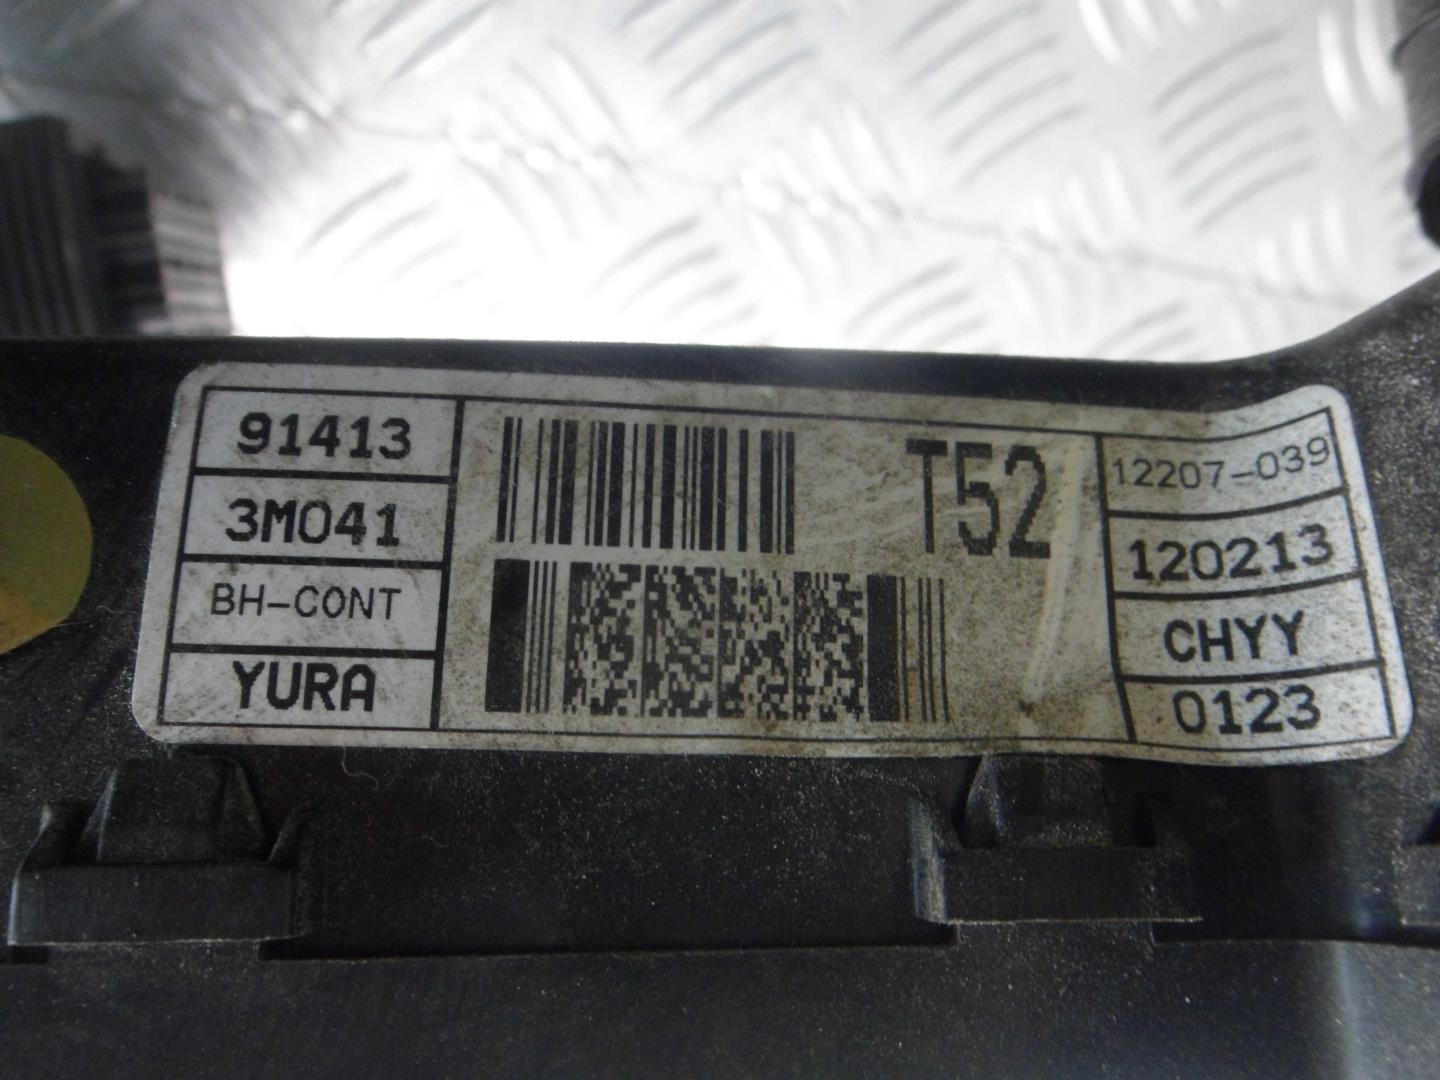 91413
3M041
BH-CONT
YURA
T52
12207-039
120213
CHYY
0123